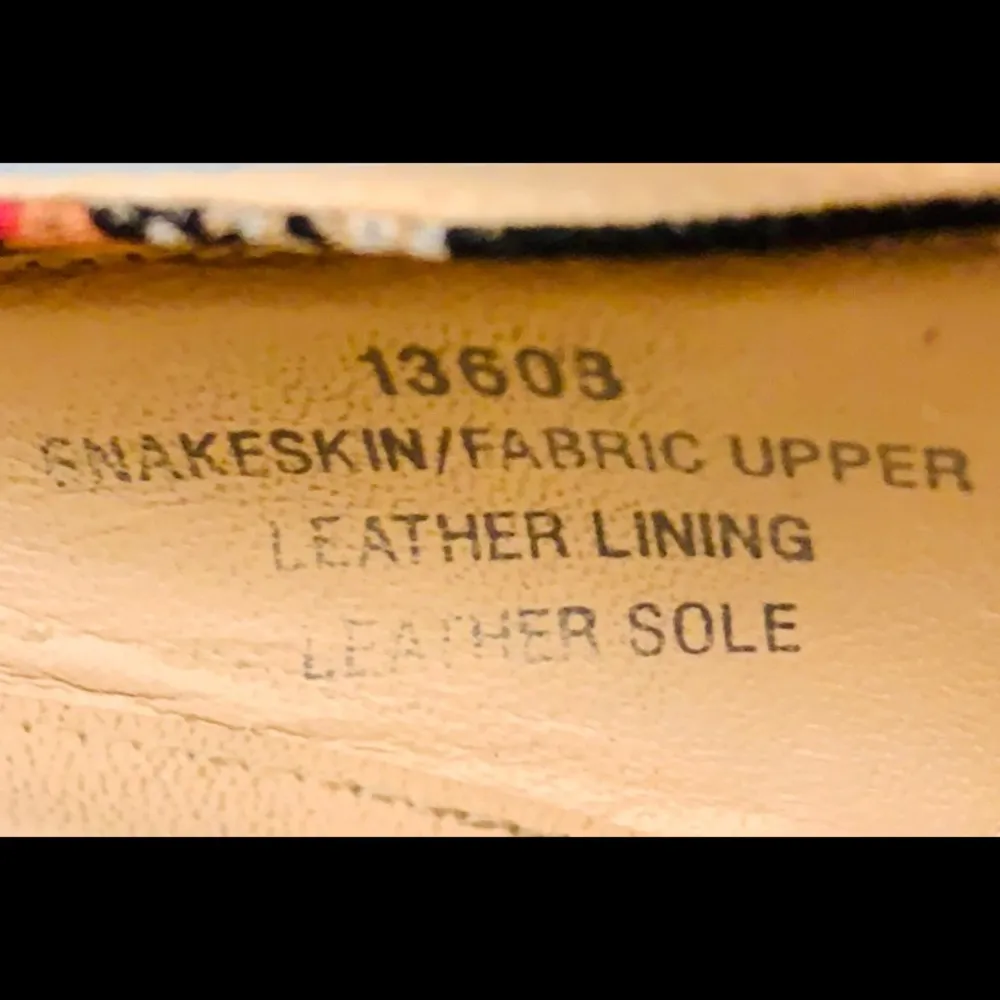 13603
SNAKESKIN/FABRIC UPPER
LEATHER LINING
LEATHER SOLE